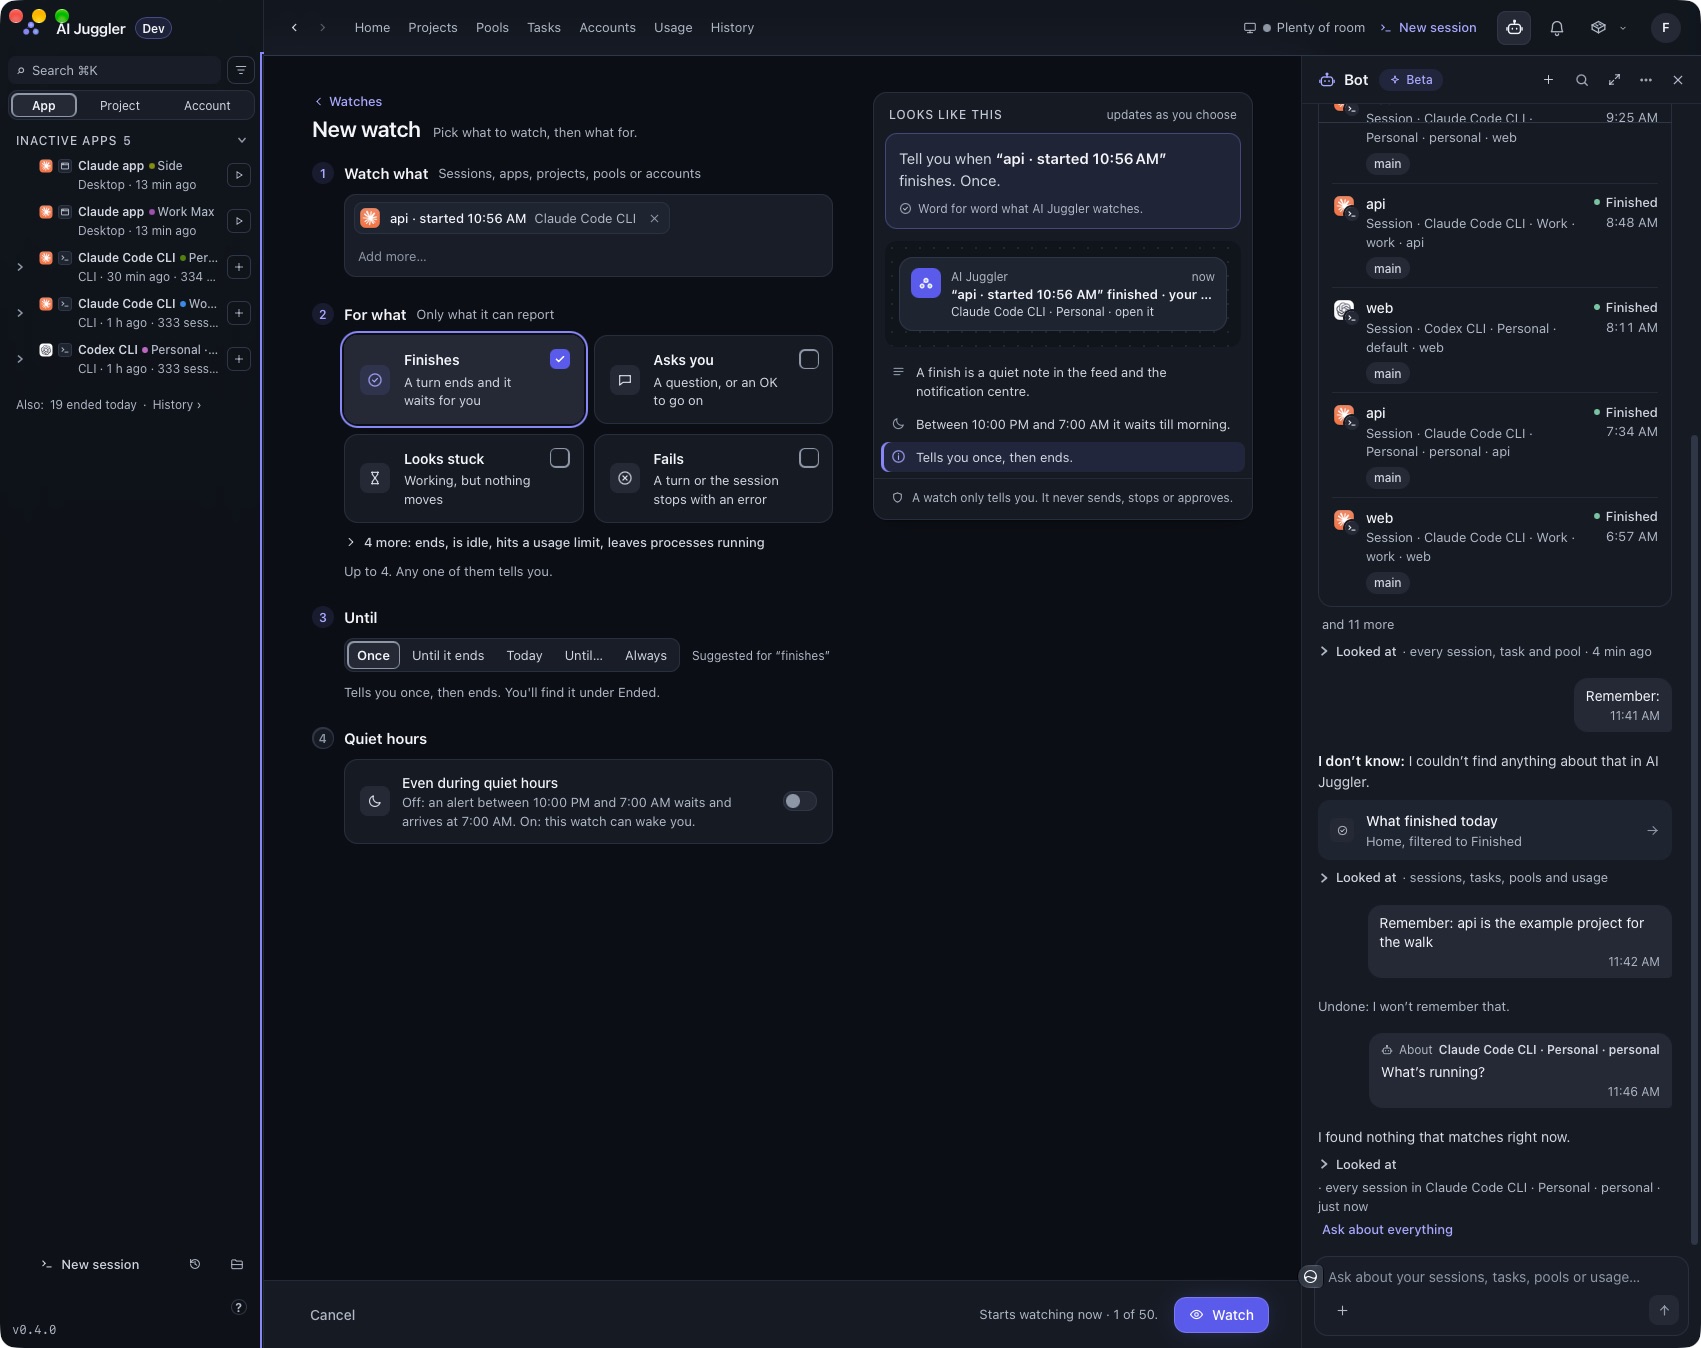 AI Juggler Dev
Search ⌘K
App Project Account
INACTIVE APPS 5
Claude app Side
Desktop · 13 min ago
Claude app Work Max
Desktop · 13 min ago
Claude Code CLI Per...
CLI · 30 min ago · 334 ...
Claude Code CLI Wo...
CLI · 1 h ago · 333 sess...
Codex CLI Personal ·...
CLI · 1 h ago · 333 sess...
Also: 19 ended today · History ›
New session
?
v0.4.0
Home Projects Pools Tasks Accounts Usage History
Plenty of room New session F
Watches
New watch Pick what to watch, then what for.
1 Watch what Sessions, apps, projects, pools or accounts
api · started 10:56 AM Claude Code CLI
Add more...
2 For what Only what it can report
Finishes
A turn ends and it
waits for you
Asks you
A question, or an OK
to go on
Looks stuck
Working, but nothing
moves
Fails
A turn or the session
stops with an error
4 more: ends, is idle, hits a usage limit, leaves processes running
Up to 4. Any one of them tells you.
3 Until
Once Until it ends Today Until... Always Suggested for “finishes”
Tells you once, then ends. You'll find it under Ended.
4 Quiet hours
Even during quiet hours
Off: an alert between 10:00 PM and 7:00 AM waits and
arrives at 7:00 AM. On: this watch can wake you.
Cancel Starts watching now · 1 of 50. Watch
LOOKS LIKE THIS updates as you choose
Tell you when “api · started 10:56 AM”
finishes. Once.
Word for word what AI Juggler watches.
AI Juggler now
“api · started 10:56 AM” finished · your ...
Claude Code CLI · Personal · open it
A finish is a quiet note in the feed and the
notification centre.
Between 10:00 PM and 7:00 AM it waits till morning.
Tells you once, then ends.
A watch only tells you. It never sends, stops or approves.
Bot Beta
Session · Claude Code CLI · 9:25 AM
Personal · personal · web
main
api Finished
Session · Claude Code CLI · Work · 8:48 AM
work · api
main
web Finished
Session · Codex CLI · Personal · 8:11 AM
default · web
main
api Finished
Session · Claude Code CLI · 7:34 AM
Personal · personal · api
main
web Finished
Session · Claude Code CLI · Work · 6:57 AM
work · web
main
and 11 more
Looked at · every session, task and pool · 4 min ago
Remember:
11:41 AM
I don’t know: I couldn’t find anything about that in AI
Juggler.
What finished today
Home, filtered to Finished
Looked at · sessions, tasks, pools and usage
Remember: api is the example project for
the walk
11:42 AM
Undone: I won’t remember that.
About Claude Code CLI · Personal · personal
What’s running?
11:46 AM
I found nothing that matches right now.
Looked at
· every session in Claude Code CLI · Personal · personal ·
just now
Ask about everything
Ask about your sessions, tasks, pools or usage...